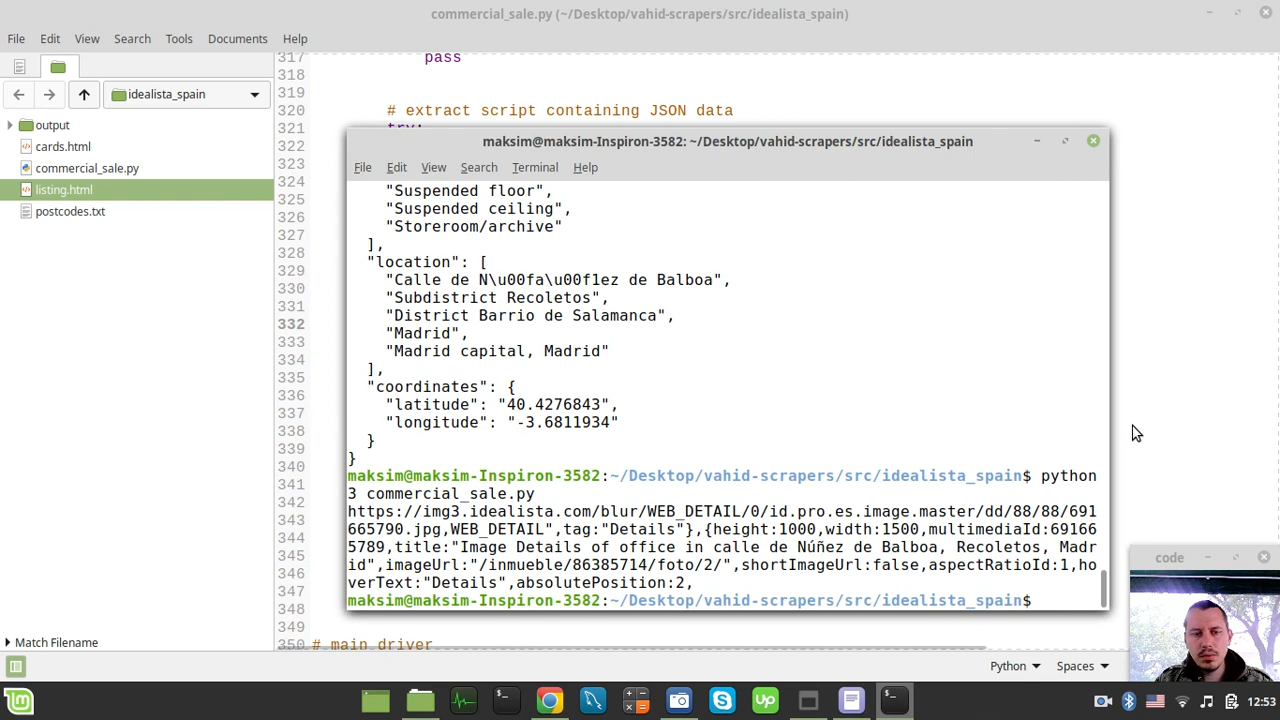 commercial_sale.py (~/Desktop/vahid-scrapers/src/idealista_spain)
File Edit View Search Tools Documents Help
idealista_spain
output
cards.html
commercial_sale.py
listing.html
postcodes.txt
Match Filename
317 pass
318
319
320 # extract script containing JSON data
321 try:
322
323
324
325
326
327
328
329
330
331
332
333
334
335
336
337
338
339
340
341
342
343
344
345
346
347
348
349
350 # main driver
maksim@maksim-Inspiron-3582: ~/Desktop/vahid-scrapers/src/idealista_spain
File Edit View Search Terminal Help
"Suspended floor",
"Suspended ceiling",
"Storeroom/archive"
],
"location": [
"Calle de N\u00fa\u00f1ez de Balboa",
"Subdistrict Recoletos",
"District Barrio de Salamanca",
"Madrid",
"Madrid capital, Madrid"
],
"coordinates": {
"latitude": "40.4276843",
"longitude": "-3.6811934"
}
}
maksim@maksim-Inspiron-3582:~/Desktop/vahid-scrapers/src/idealista_spain$ python
3 commercial_sale.py
https://img3.idealista.com/blur/WEB_DETAIL/0/id.pro.es.image.master/dd/88/88/691
665790.jpg,WEB_DETAIL",tag:"Details"},{height:1000,width:1500,multimediaId:69166
5789,title:"Image Details of office in calle de Núñez de Balboa, Recoletos, Madr
id",imageUrl:"/inmueble/86385714/foto/2/",shortImageUrl:false,aspectRatioId:1,ho
verText:"Details",absolutePosition:2,
maksim@maksim-Inspiron-3582:~/Desktop/vahid-scrapers/src/idealista_spain$
code
Python Spaces
12:53